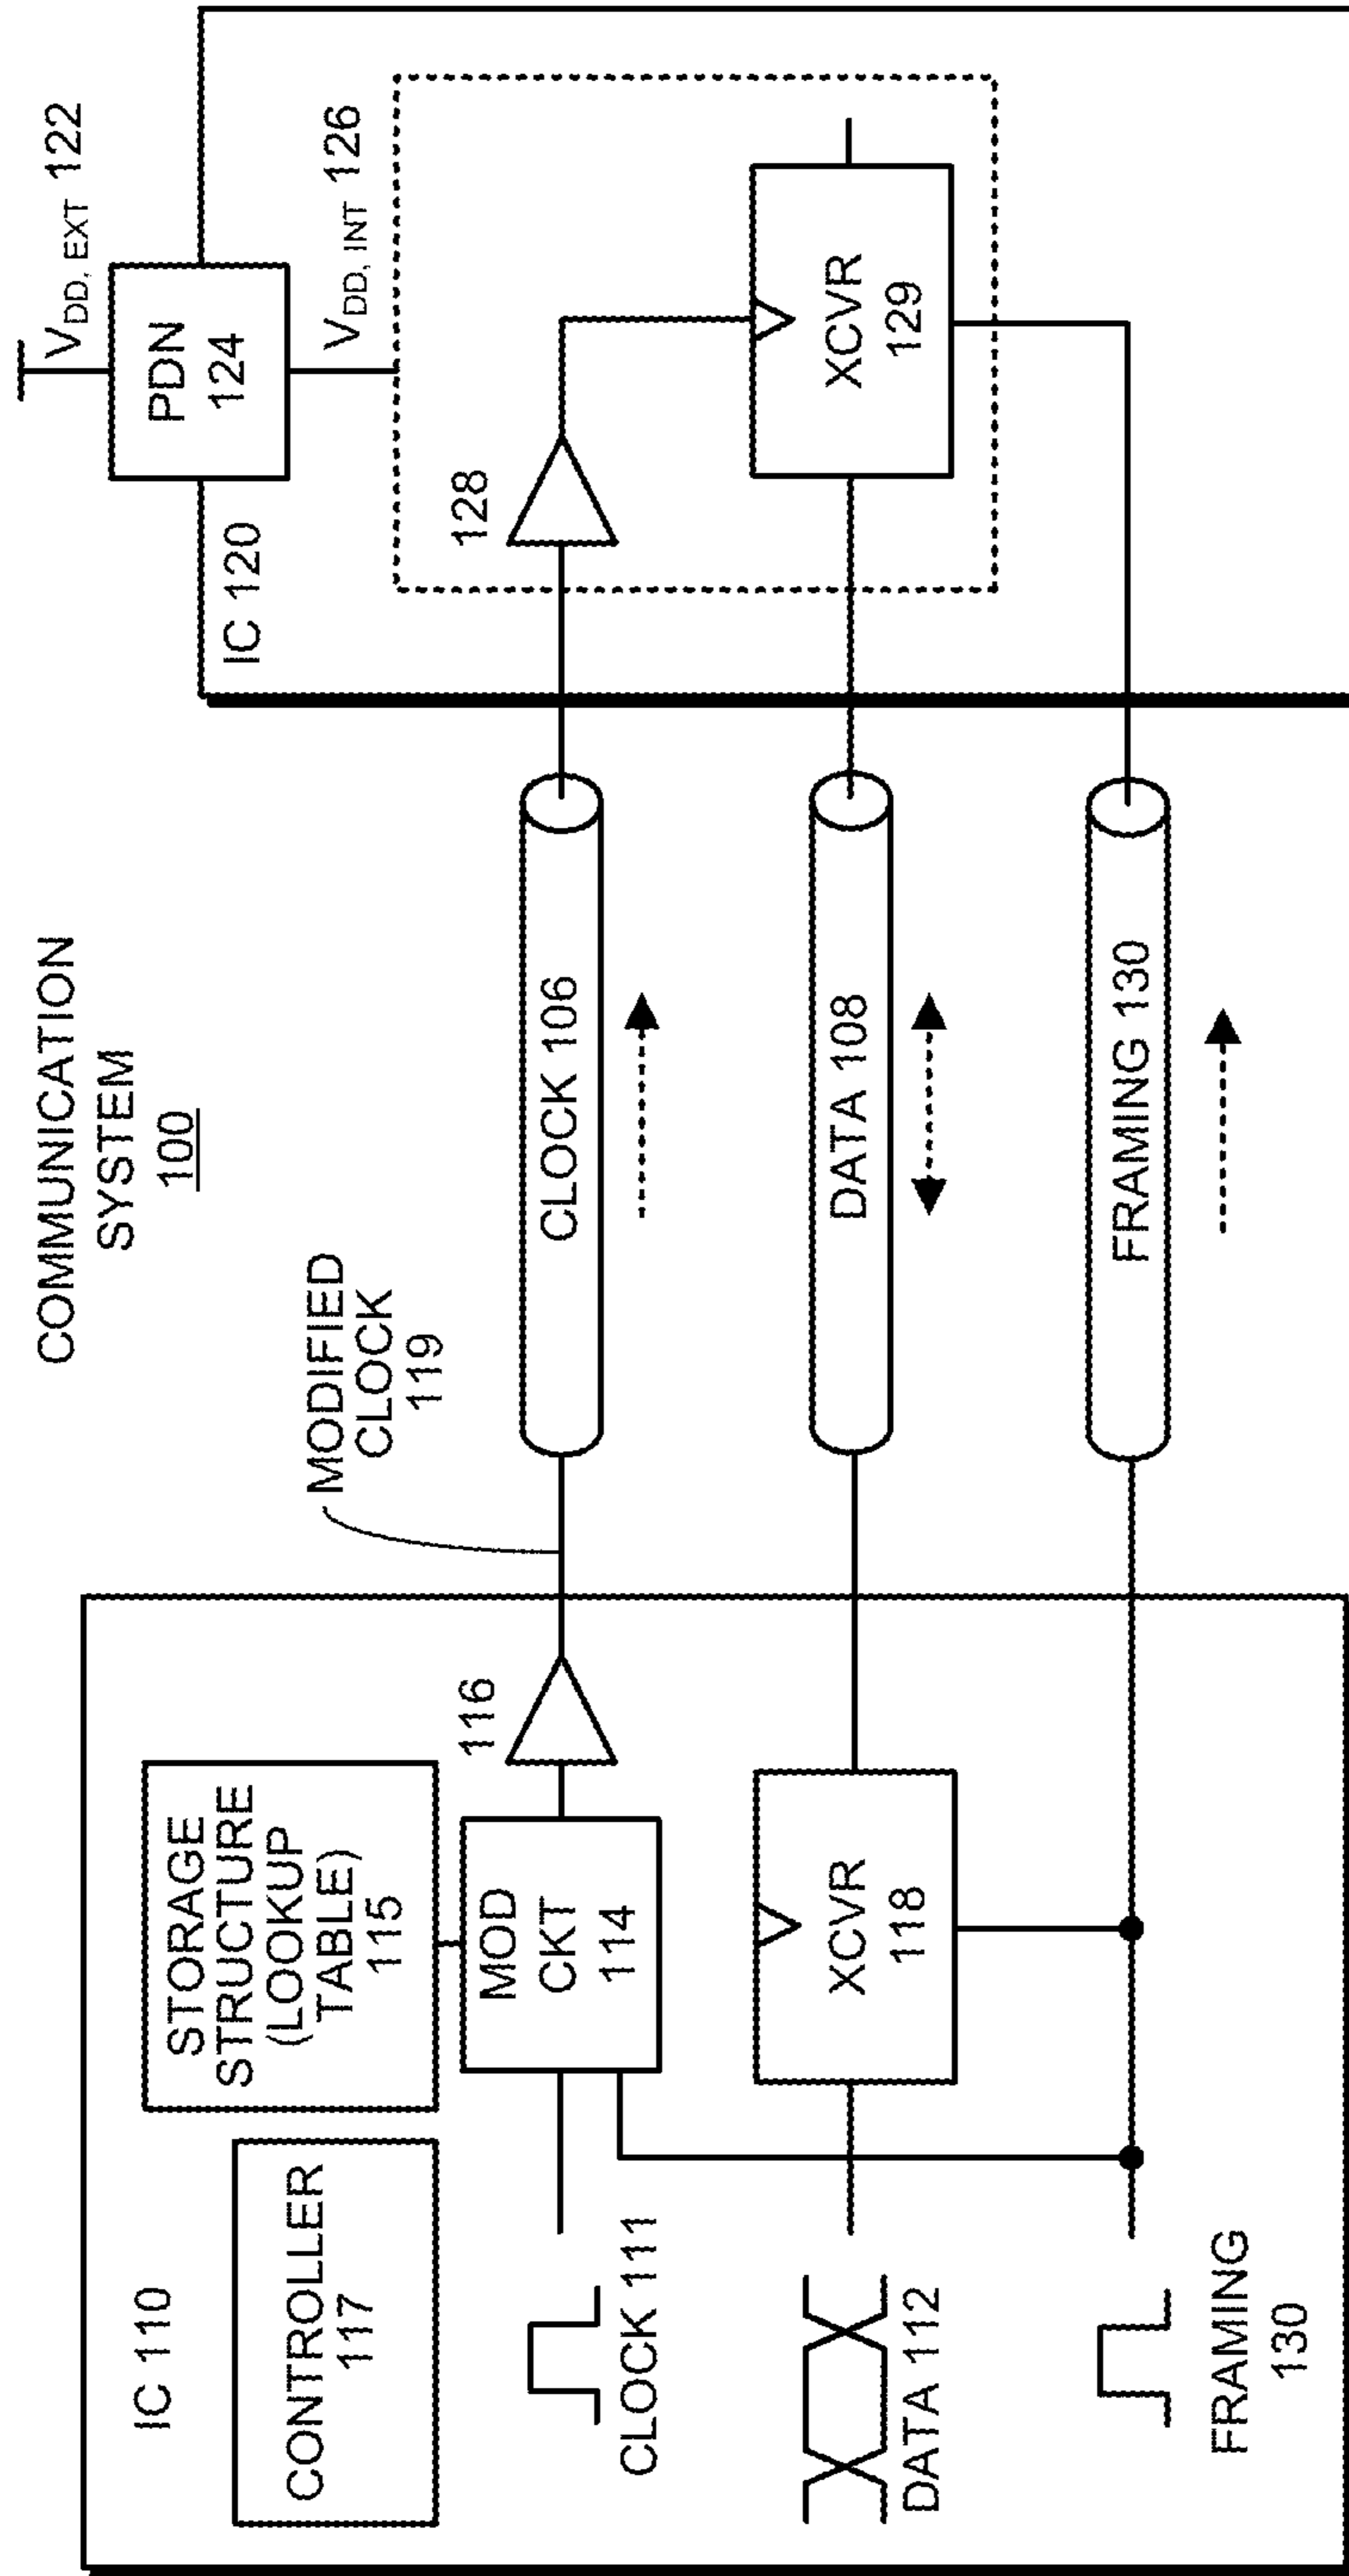 COMMUNICATION
SYSTEM
100
IC 110
CONTROLLER
117
STORAGE
STRUCTURE
(LOOKUP
TABLE)
115
MOD
CKT
114
116
MODIFIED
CLOCK
119
CLOCK 111
DATA 112
FRAMING
130
XCVR
118
CLOCK 106
DATA 108
FRAMING 130
IC 120
VDD, EXT 122
PDN
124
VDD, INT 126
128
XCVR
129